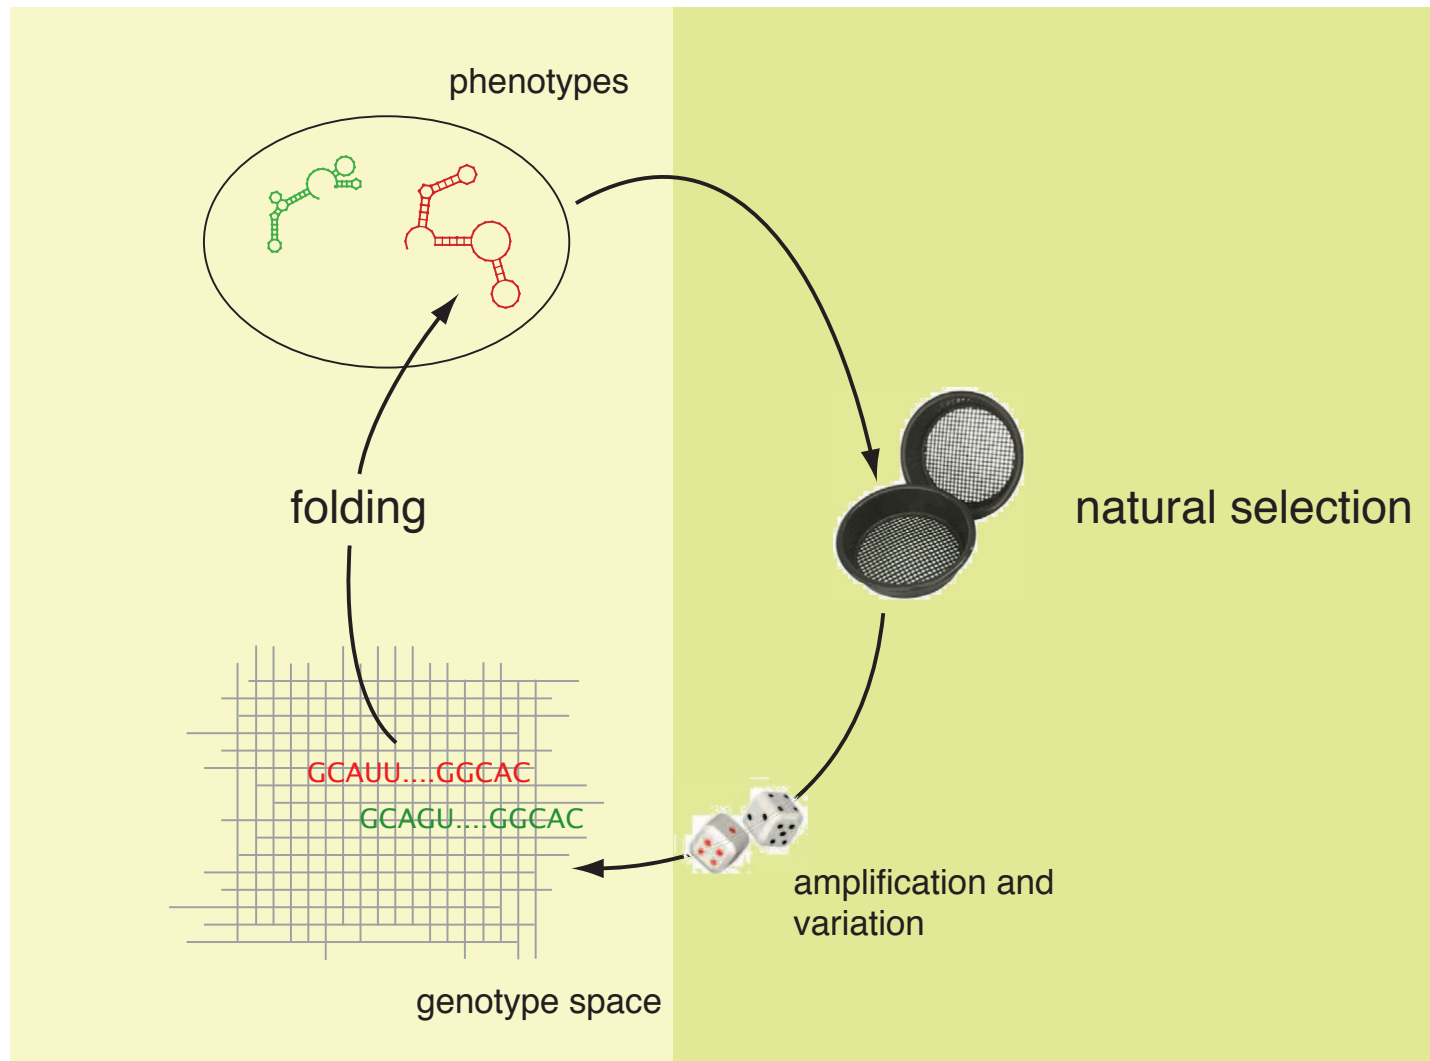 phenotypes
folding
natural selection
GCAUU....GGCAC
GCAGU....GGCAC
amplification and
variation
genotype space